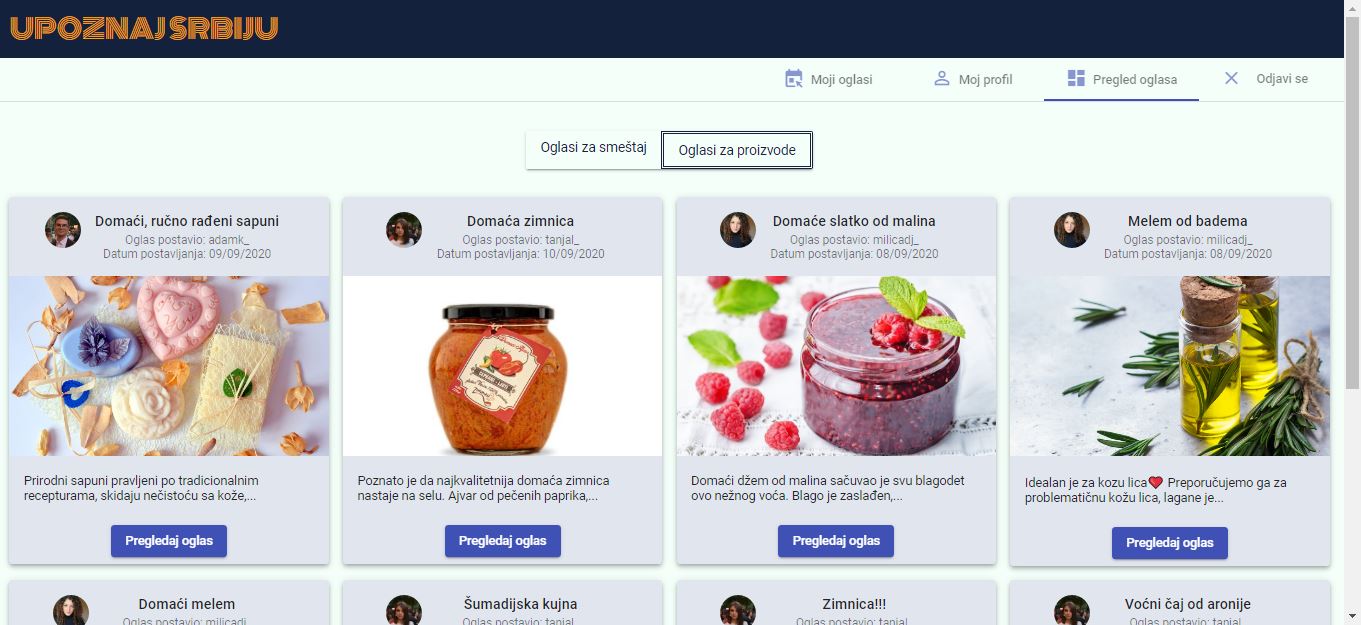 UPOZNAJ SRBIJU
Moji oglasi
Moj profil
Pregled oglasa
Odjavi se
Oglasi za smeštaj
Oglasi za proizvode
Domaći, ručno rađeni sapuni
Oglas postavio: adamk_
Datum postavljanja: 09/09/2020
Prirodni sapuni pravljeni po tradicionalnim
recepturama, skidaju nečistoću sa kože,...
Pregledaj oglas
Domaća zimnica
Oglas postavio: tanjal_
Datum postavljanja: 10/09/2020
Poznato je da najkvalitetnija domaća zimnica
nastaje na selu. Ajvar od pečenih paprika,...
Pregledaj oglas
Domaće slatko od malina
Oglas postavio: milicadj_
Datum postavljanja: 08/09/2020
Domaći džem od malina sačuvao je svu blagodet
ovo nežnog voća. Blago je zaslađen,...
Pregledaj oglas
Melem od badema
Oglas postavio: milicadj_
Datum postavljanja: 08/09/2020
Idealan je za kozu lica❤ Preporučujemo ga za
problematičnu kožu lica, lagane je...
Pregledaj oglas
Domaći melem
Oglas postavio: milicadj_
Šumadijska kujna
Oglas postavio: tanjal_
Zimnica!!!
Oglas postavio: tanjal_
Voćni čaj od aronije
Oglas postavio: tanjal_